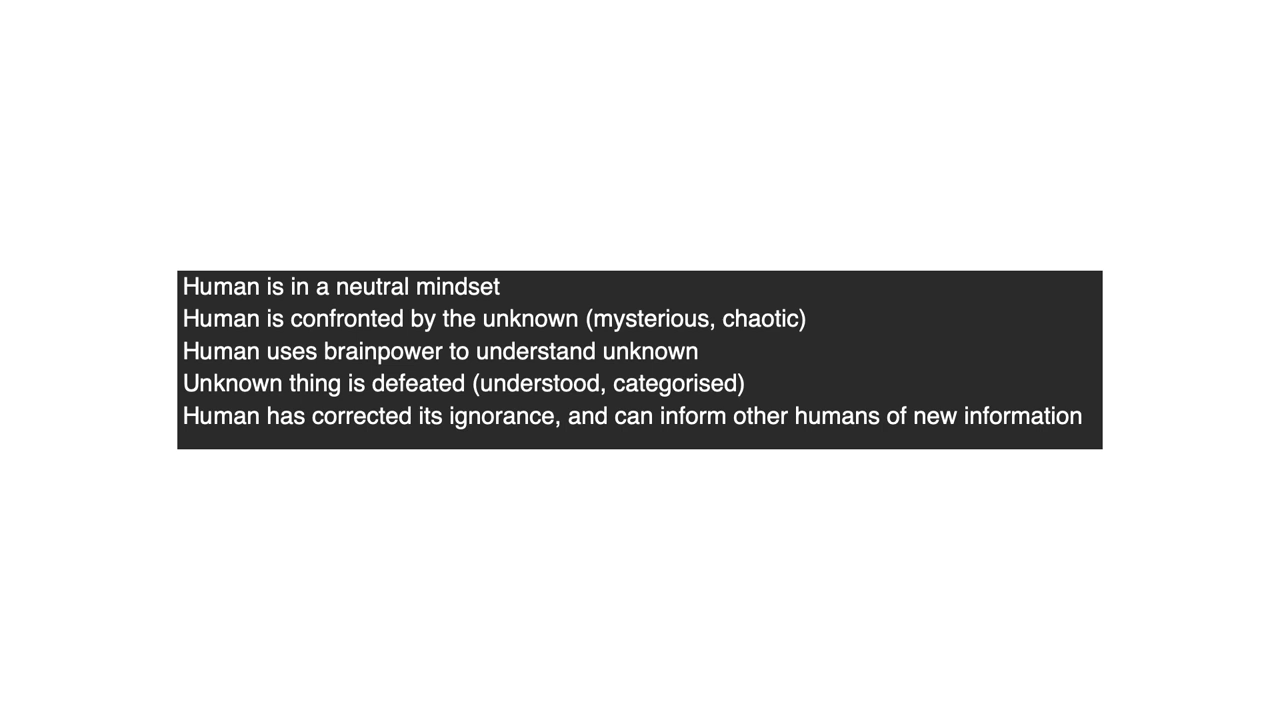 Human is in a neutral mindset
Human is confronted by the unknown (mysterious, chaotic)
Human uses brainpower to understand unknown
Unknown thing is defeated (understood, categorised)
Human has corrected its ignorance, and can inform other humans of new information